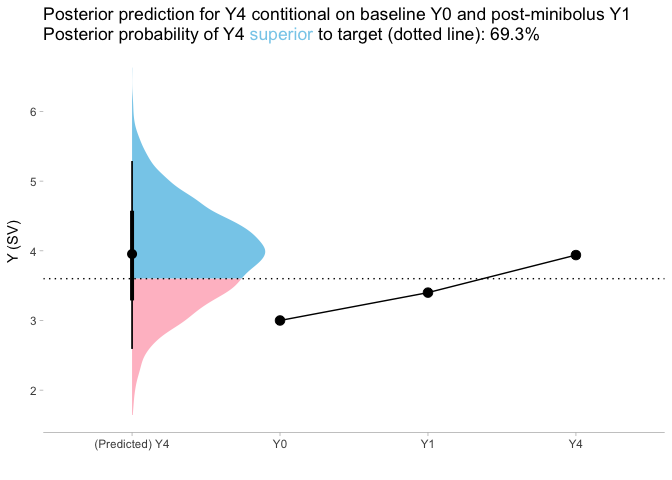 Posterior prediction for Y4 contitional on baseline Y0 and post-minibolus Y1
Posterior probability of Y4 superior to target (dotted line): 69.3%
6
5
4
3
2
Y (SV)
(Predicted) Y4
Y0
Y1
Y4